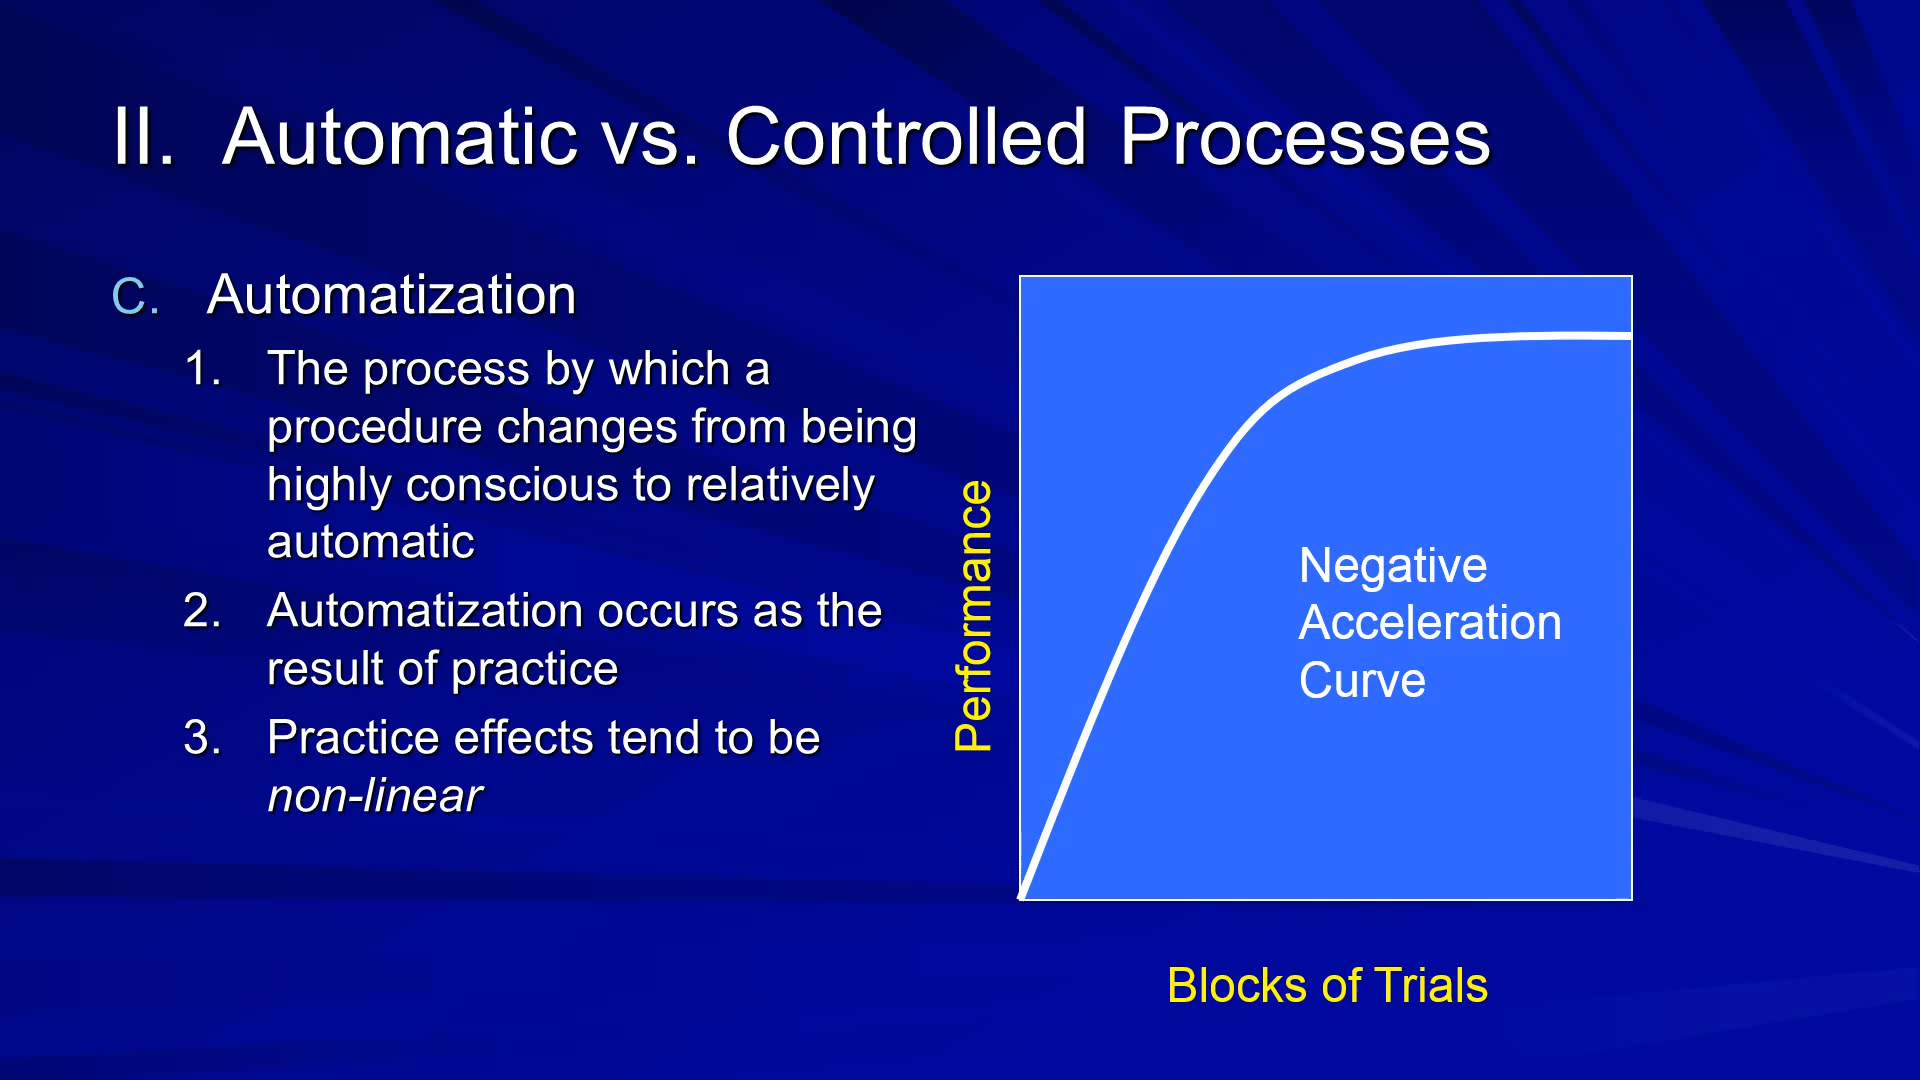 II. Automatic vs. Controlled Processes
C. Automatization
1. The process by which a
procedure changes from being
highly conscious to relatively
automatic
2. Automatization occurs as the
result of practice
3. Practice effects tend to be
non-linear
Performance
Negative
Acceleration
Curve
Blocks of Trials